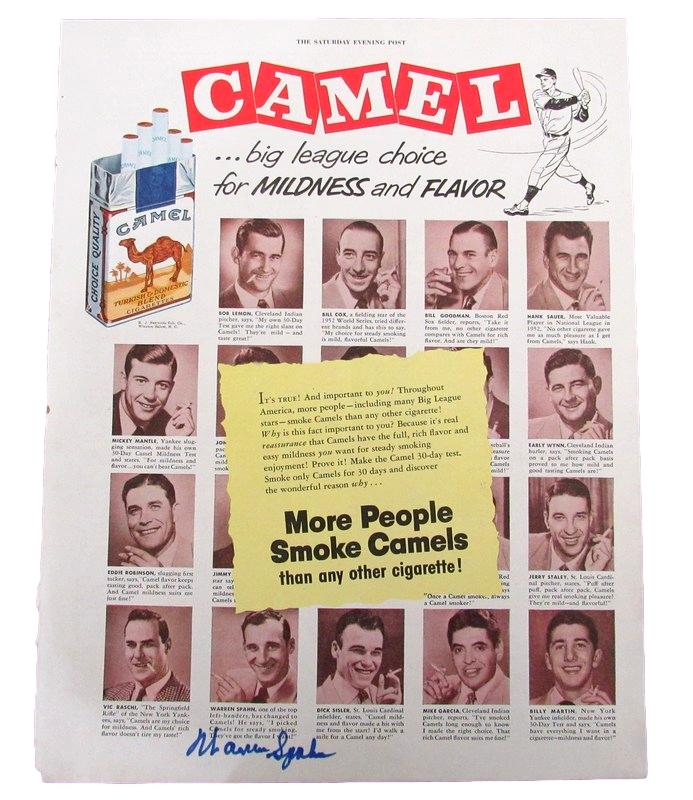 THE SATURDAY EVENING POST
CAMEL
...big league choice
for MILDNESS and FLAVOR
CHOICE QUALITY
CAMEL
TURKISH & DOMESTIC
BLEND
CIGARETTES
R. J. Reynolds Tob. Co.,
Winston-Salem, N. C.
BOB LEMON, Cleveland Indian
pitcher, says, "My own 30-Day
Test gave me the right slant on
Camels! They're mild — and
taste great!"
BILL COX, a fielding star of the
1952 World Series, tried differ-
ent brands and has this to say,
"My choice for steady smoking
is mild, flavorful Camels!"
BILL GOODMAN, Boston Red
Sox fielder, reports, "Take it
from me, no other cigarette
compares with Camels for rich
flavor. And are they mild!"
HANK SAUER, Most Valuable
Player in National League in
1952, "No other cigarette gave
me as much pleasure as I get
from Camels," says Hank.
MICKEY MANTLE, Yankee slug-
ging sensation, made his own
30-Day Camel Mildness Test
and states, "For mildness and
flavor...you can't beat Camels!"
IT'S TRUE! And important to you! Throughout
America, more people—including many Big League
stars—smoke Camels than any other cigarette!
Why is this fact important to you? Because it's real
reassurance that Camels have the full, rich flavor and
easy mildness you want for steady smoking
enjoyment! Prove it! Make the Camel 30-day test.
Smoke only Camels for 30 days and discover
the wonderful reason why...
More People
Smoke Camels
than any other cigarette!
EARLY WYNN, Cleveland Indian
hurler, says, "Smoking Camels
on a pack after pack basis
proved to me how mild and
good tasting Camels are!"
EDDIE ROBINSON, slugging first
sacker, says, "Camel flavor keeps
tasting good, pack after pack.
And Camel mildness suits me
just fine!"
JIMMY
star say
can tel
mildne
Camels
Red
ng
"Once a Camel smoker, always
a Camel smoker!"
JERRY STALEY, St. Louis Cardi-
nal pitcher, states, "Puff after
puff, pack after pack, Camels
give me real smoking pleasure!
They're mild—and flavorful!"
VIC RASCHI, "The Springfield
Rifle" of the New York Yank-
ees, says, "Camels are my choice
of cigarette. And Camels' rich
flavor doesn't tire my taste!"
WARREN SPAHN, one of the top
left-handers, has changed to
Camels! He says, "I picked
Camels for steady smoking.
They've got the flavor I
DICK SISLER, St. Louis Cardinal
infielder, states, "Camel mild-
ness and flavor made a hit with
me from the start! I'd walk a
mile for a Camel any day!"
MIKE GARCIA, Cleveland Indian
pitcher, reports, "I've smoked
Camels long enough to know
I made the right choice. That
rich Camel flavor suits me fine!"
BILLY MARTIN, New York
Yankee infielder, made his own
30-Day Test and says, "Camels
have everything I want in a
cigarette—mildness and flavor!"
Warren Spahn